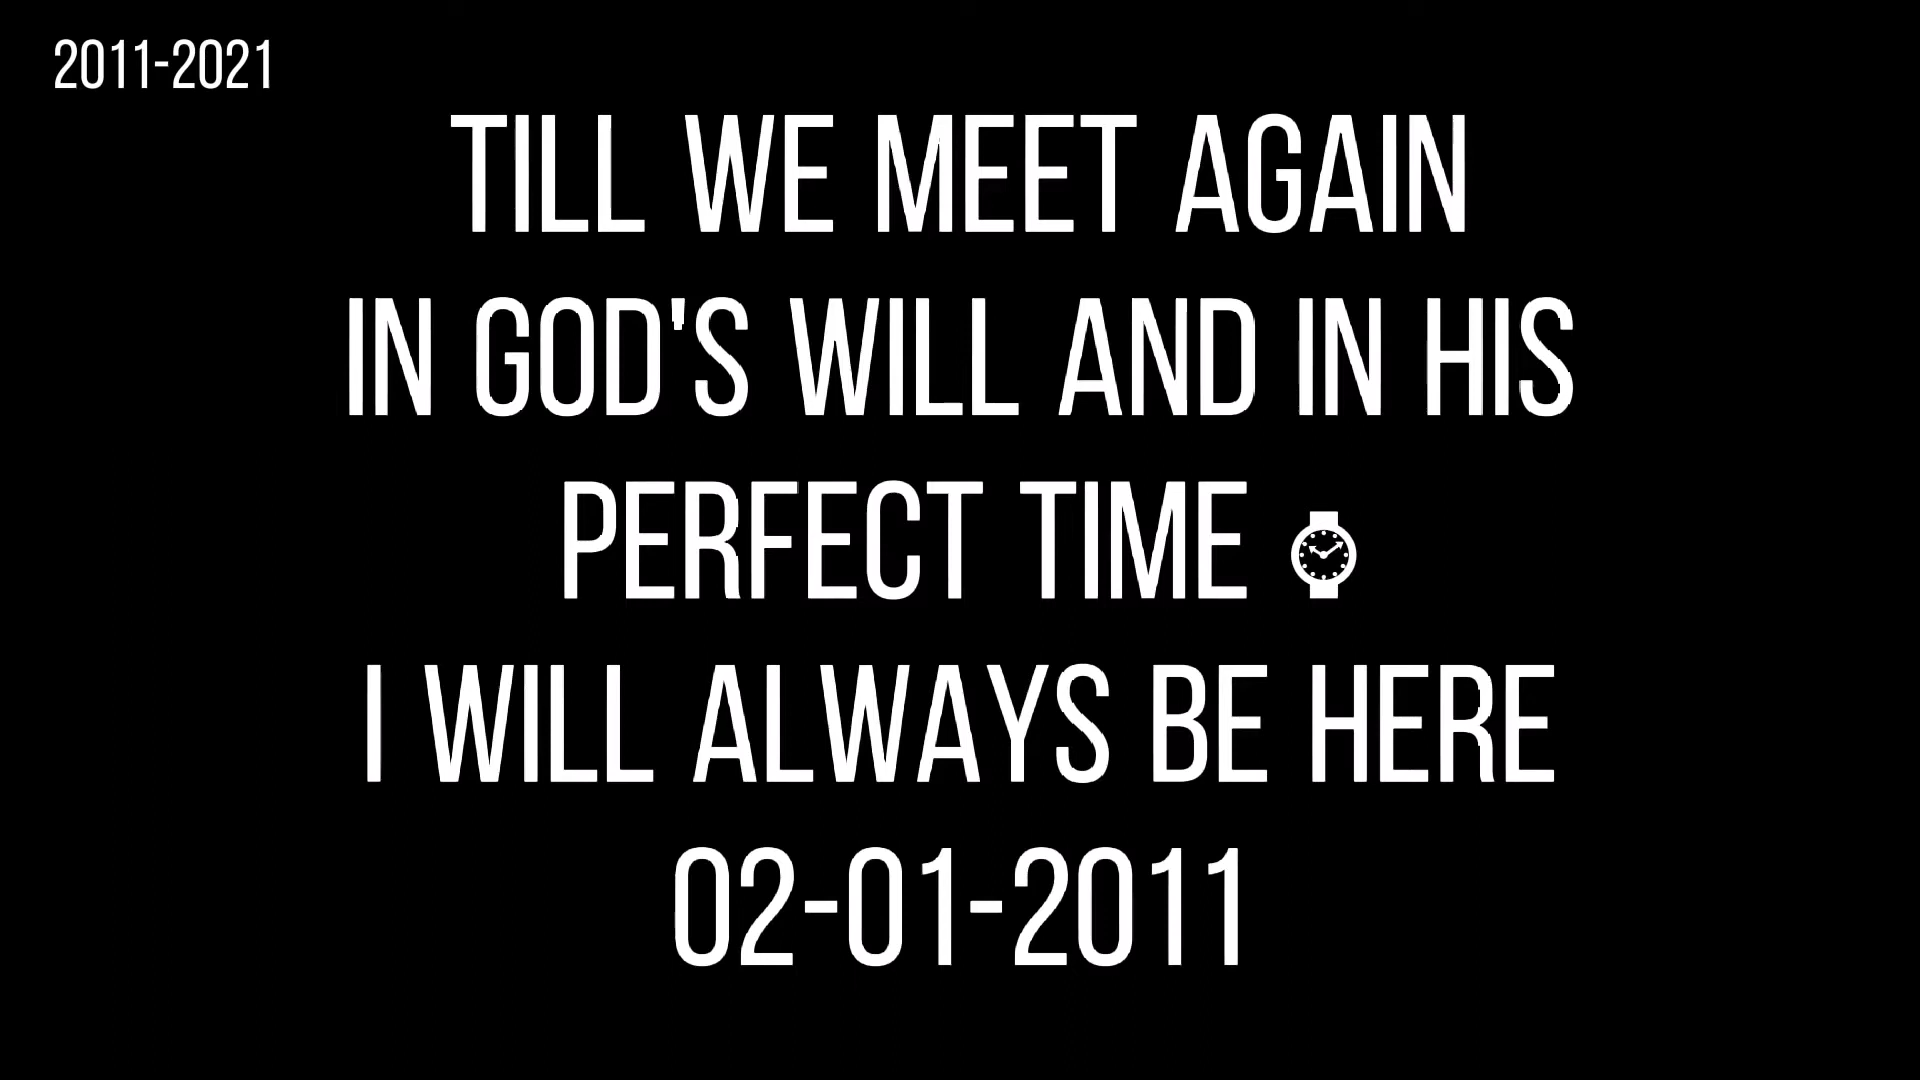 2011-2021
TILL WE MEET AGAIN
IN GOD'S WILL AND IN HIS
PERFECT TIME ⌚
I WILL ALWAYS BE HERE
02-01-2011